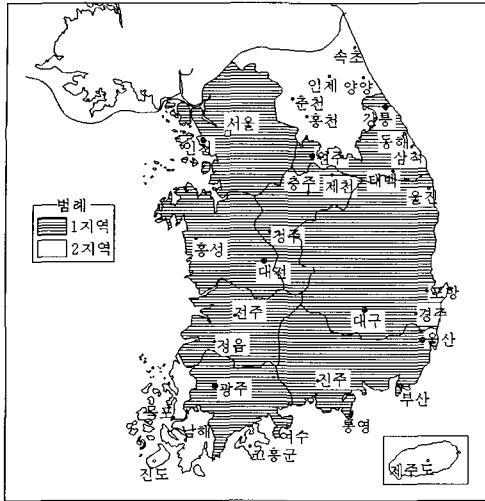 속초
인제 양양
춘천
홍천
강릉
서울
인천
동해
원주
삼척
충주 제천 태백
울진
범례
1지역
2지역
청주
홍성
대전
포항
전주
대구
경주
울산
정읍
광주
진주
부산
목포
통영
남해
여수
고흥군
진도
제주도